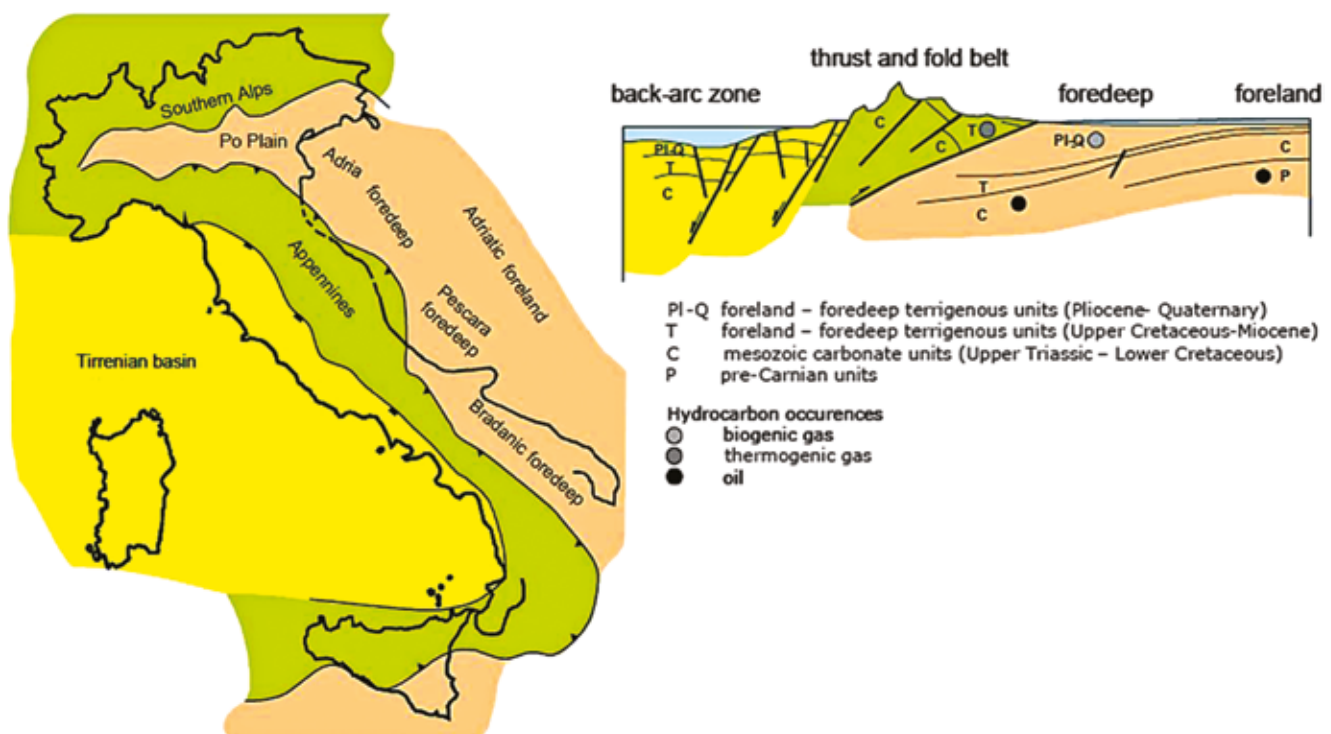 Southern Alps
Po Plain
Adria foredeep
Adriatic foreland
Appennines
Pescara foredeep
Tirrenian basin
Bradanic foredeep
thrust and fold belt
back-arc zone
foredeep
foreland
Pl-Q
T
C
C
T
C
Pl-Q
T
C
C
P
Pl-Q foreland – foredeep terrigenous units (Pliocene- Quaternary)
T foreland – foredeep terrigenous units (Upper Cretaceous-Miocene)
C mesozoic carbonate units (Upper Triassic – Lower Cretaceous)
P pre-Carnian units
Hydrocarbon occurences
biogenic gas
thermogenic gas
oil